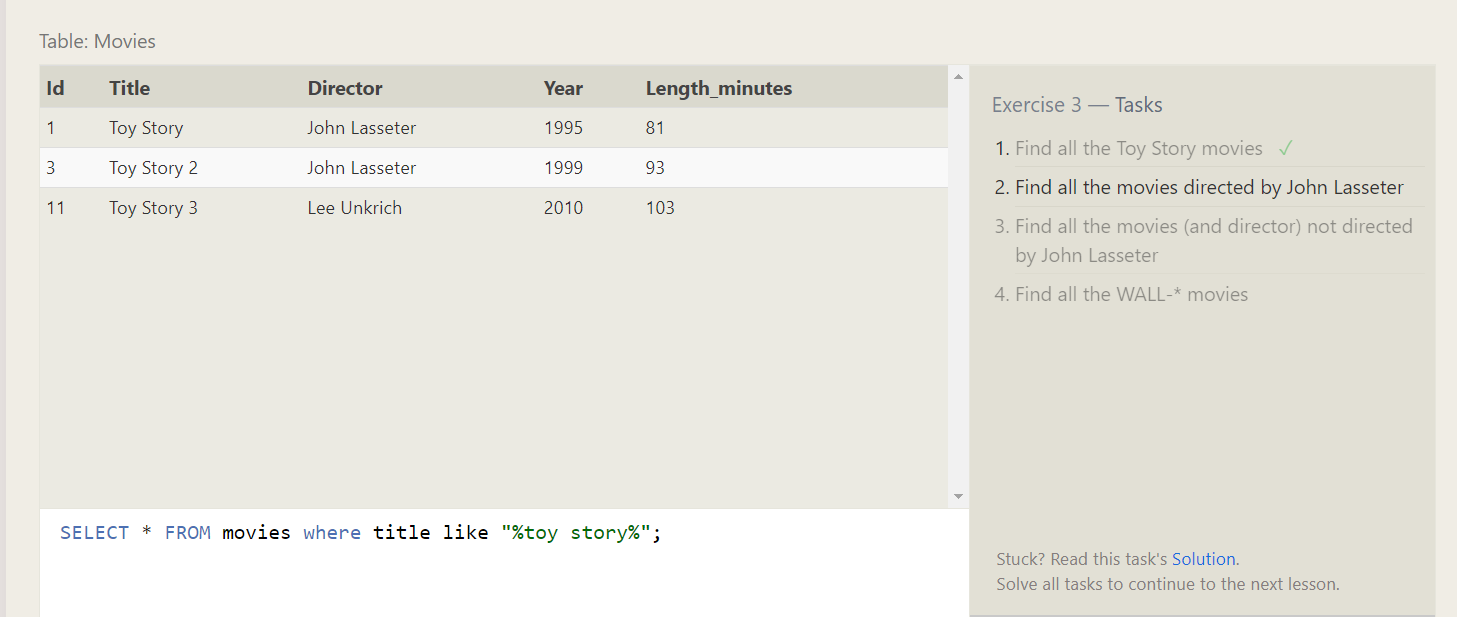 Table: Movies
Id Title Director Year Length_minutes
1 Toy Story John Lasseter 1995 81
3 Toy Story 2 John Lasseter 1999 93
11 Toy Story 3 Lee Unkrich 2010 103
SELECT * FROM movies where title like "%toy story%";
Exercise 3 — Tasks
1. Find all the Toy Story movies ✓
2. Find all the movies directed by John Lasseter
3. Find all the movies (and director) not directed
by John Lasseter
4. Find all the WALL-* movies
Stuck? Read this task's Solution.
Solve all tasks to continue to the next lesson.